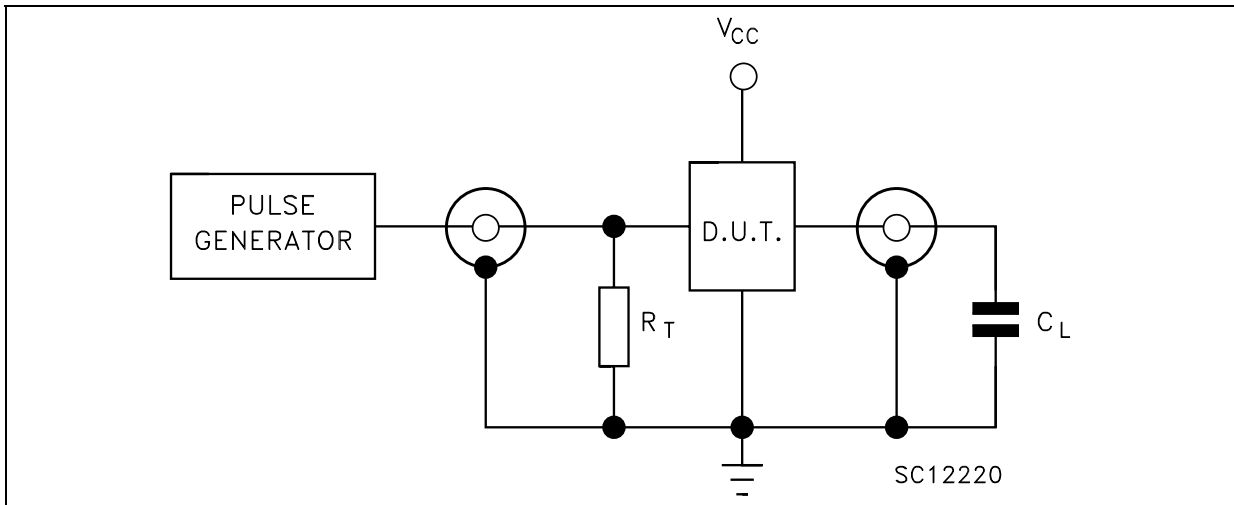 VCC
PULSE
GENERATOR
D.U.T.
RT
CL
SC12220